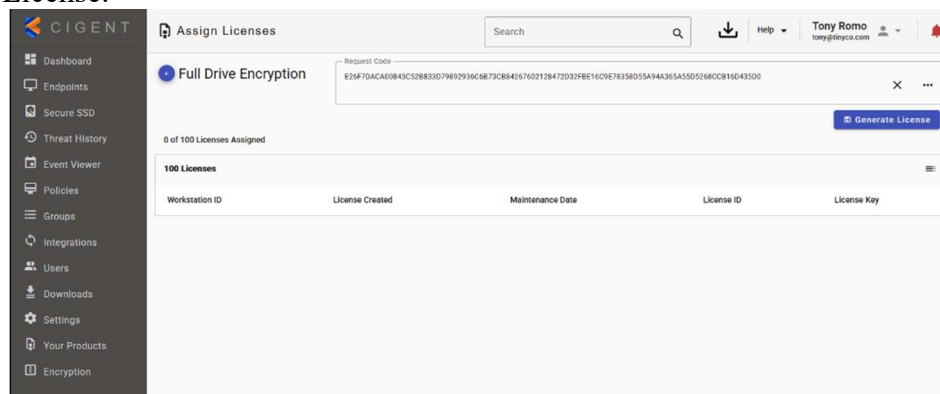 License.
CIGENT
Assign Licenses
Search
Help
Tony Romo
tony@tinyco.com
Dashboard
Endpoints
Secure SSD
Threat History
Event Viewer
Policies
Groups
Integrations
Users
Downloads
Settings
Your Products
Encryption
Full Drive Encryption
Request Code
E26F7DACA00843C52B833D79892936C6B73CB84267602128472D32FBE16C9E78358D55A94A365A55D5268CCB16D435D0
Generate License
0 of 100 Licenses Assigned
100 Licenses
Workstation ID License Created Maintenance Date License ID License Key